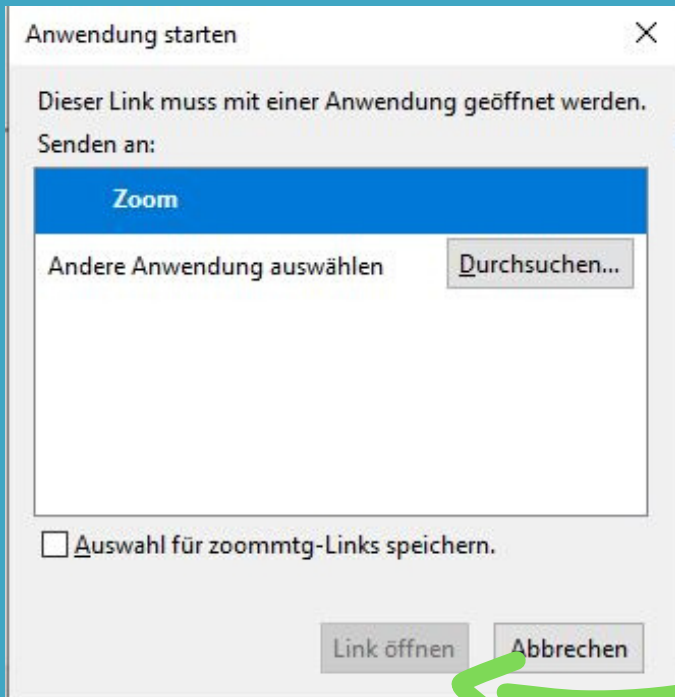 Anwendung starten
Dieser Link muss mit einer Anwendung geöffnet werden.
Senden an:
Zoom
Andere Anwendung auswählen Durchsuchen...
Auswahl für zoommtg-Links speichern.
Link öffnen Abbrechen